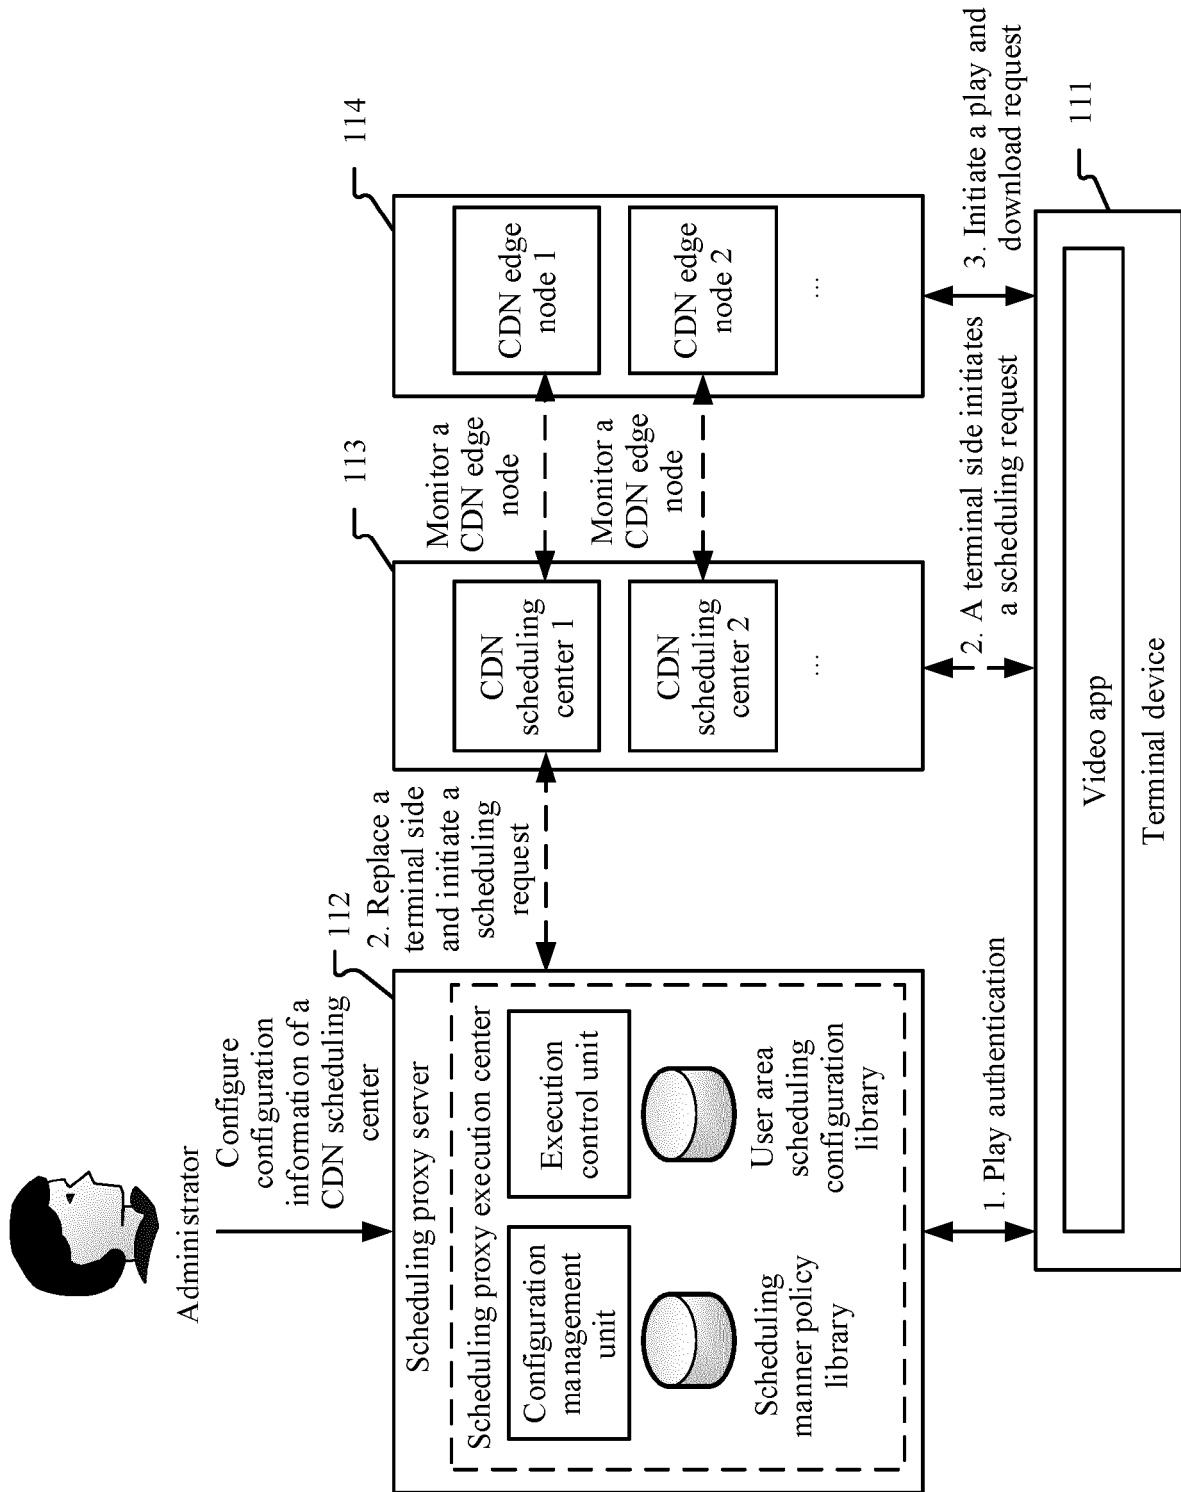 Administrator
Configure
configuration
information of a
CDN scheduling
center
112
Scheduling proxy server
Scheduling proxy execution center
Configuration
management
unit
Execution
control unit
Scheduling
manner policy
library
User area
scheduling
configuration
library
2. Replace a
terminal side
and initiate a
scheduling
request
113
CDN
scheduling
center 1
CDN
scheduling
center 2
...
Monitor a
CDN edge
node
Monitor a
CDN edge
node
114
CDN edge
node 1
CDN edge
node 2
...
1. Play authentication
2. A terminal side initiates
a scheduling request
3. Initiate a play and
download request
111
Video app
Terminal device